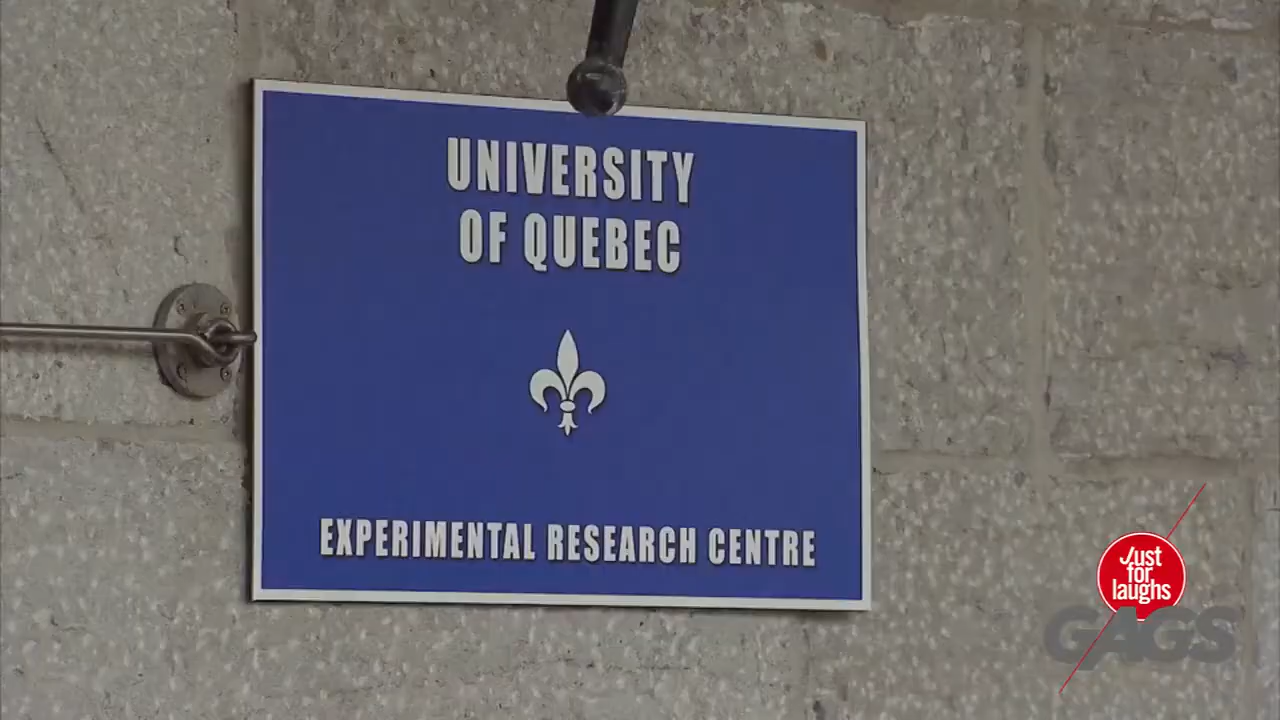 UNIVERSITY
OF QUEBEC
EXPERIMENTAL RESEARCH CENTRE
Just
for
laughs
GAGS